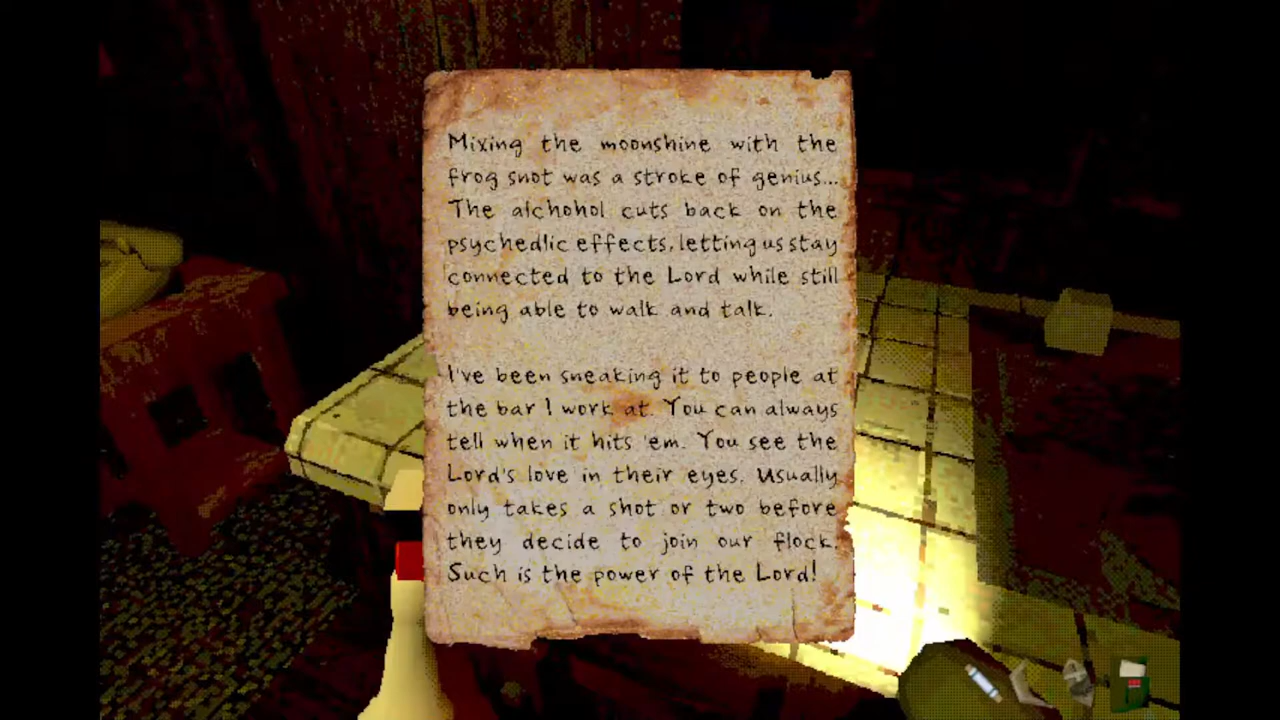 Mixing the moonshine with the
frog snot was a stroke of genius...
The alchohol cuts back on the
psychedlic effects, letting us stay
connected to the Lord while still
being able to walk and talk.
I've been sneaking it to people at
the bar I work at. You can always
tell when it hits 'em. You see the
Lord's love in their eyes. Usually
only takes a shot or two before
they decide to join our flock.
Such is the power of the Lord!